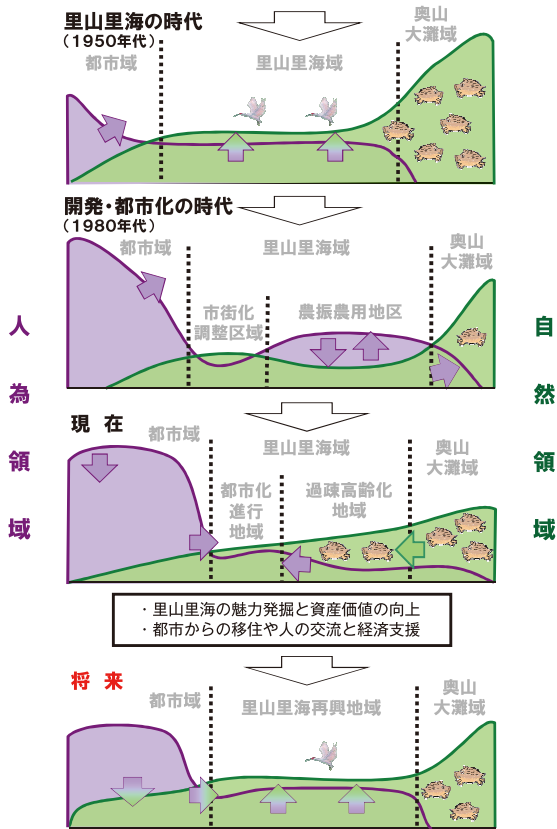 里山里海の時代
(1950年代)
都市域
里山里海域
奥山
大灘域
開発・都市化の時代
(1980年代)
都市域
里山里海域
奥山
大灘域
市街化
調整区域
農振農用地区
人為領域
自然領域
現在
都市域
里山里海域
奥山
大灘域
都市化
進行
地域
過疎高齢化
地域
・里山里海の魅力発掘と資産価値の向上
・都市からの移住や人の交流と経済支援
将来
都市域
里山里海再興地域
奥山
大灘域